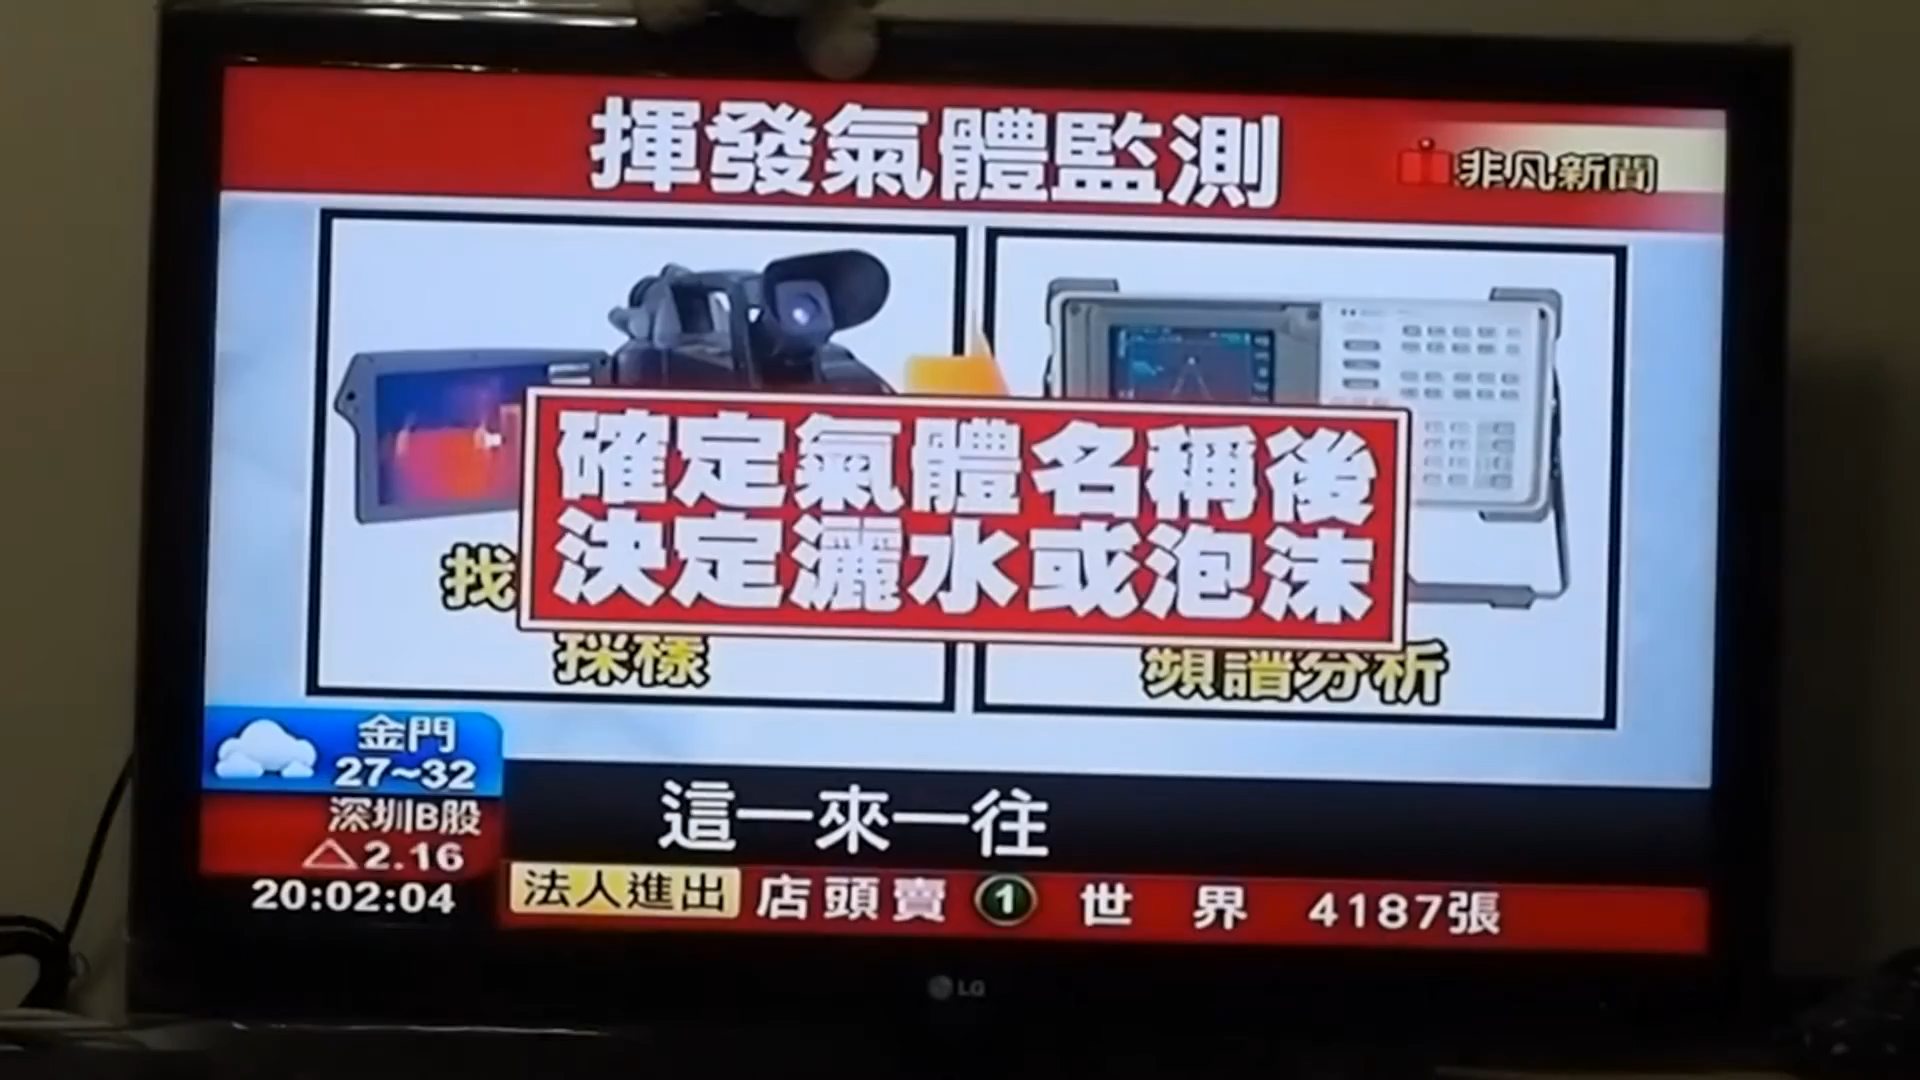 揮發氣體監測
非凡新聞
確定氣體名稱後
決定灑水或泡沫
找
採樣
頻譜分析
金門
27~32
深圳B股
△2.16
20:02:04
這一來一往
法人進出 店頭賣 1 世界 4187張
LG